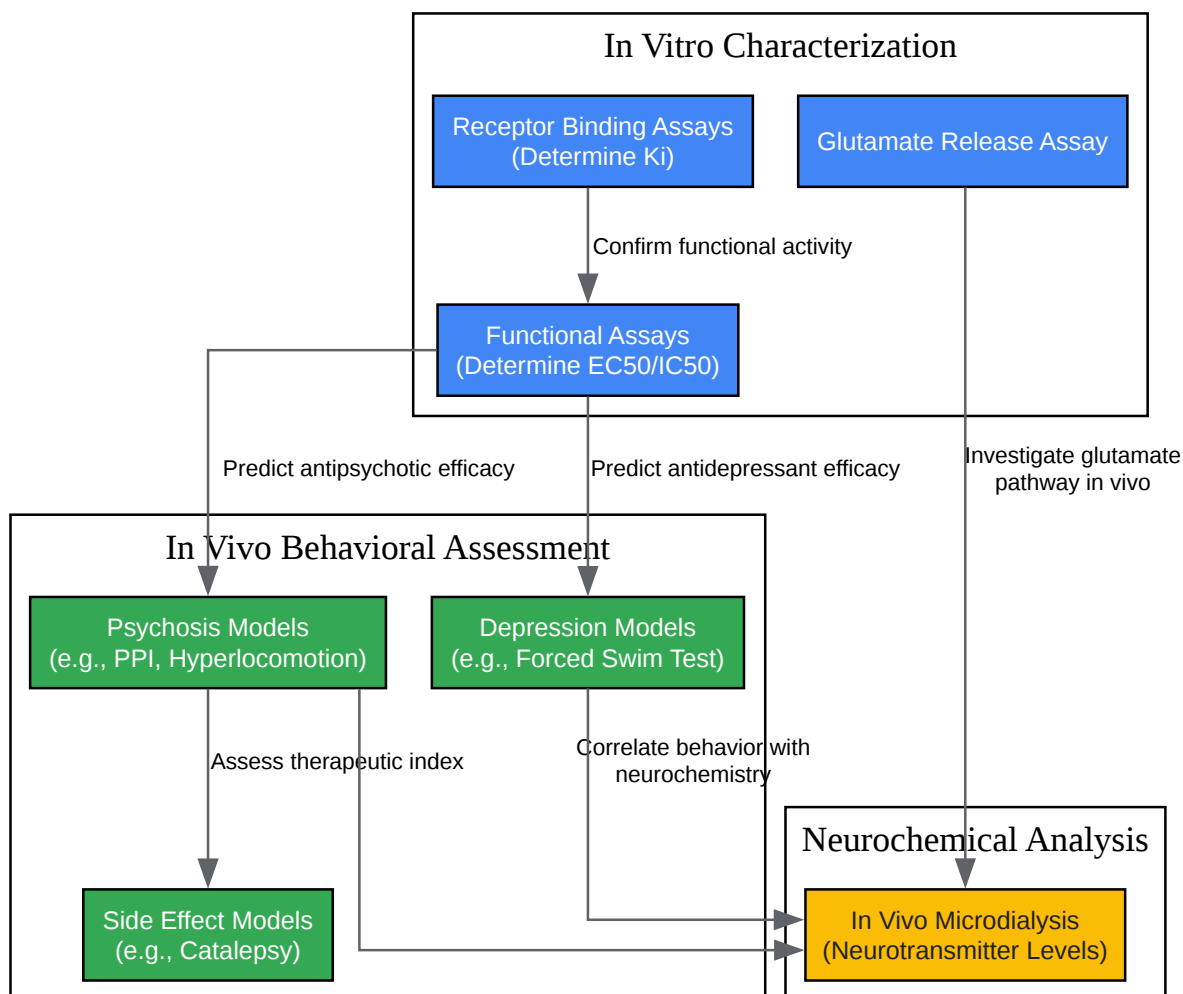 In Vitro Characterization
Receptor Binding Assays
(Determine Ki)
Glutamate Release Assay
Confirm functional activity
Functional Assays
(Determine EC50/IC50)
Predict antipsychotic efficacy
Predict antidepressant efficacy
Investigate glutamate
pathway in vivo
In Vivo Behavioral Assessment
Psychosis Models
(e.g., PPI, Hyperlocomotion)
Depression Models
(e.g., Forced Swim Test)
Assess therapeutic index
Correlate behavior with
neurochemistry
Neurochemical Analysis
Side Effect Models
(e.g., Catalepsy)
In Vivo Microdialysis
(Neurotransmitter Levels)